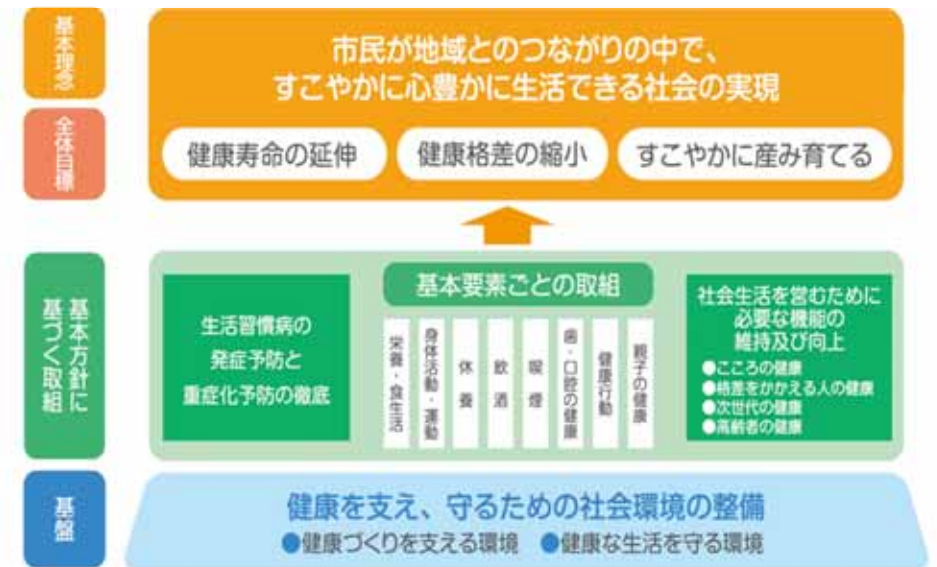 基本理念
市民が地域とのつながりの中で、
すこやかに心豊かに生活できる社会の実現
全体目標
健康寿命の延伸
健康格差の縮小
すこやかに産み育てる
基本方針に
基づく取組
生活習慣病の
発症予防と
重症化予防の徹底
基本要素ごとの取組
栄養・食生活
身体活動・運動
休養
飲酒
喫煙
歯・口腔の健康
健康行動
親子の健康
社会生活を営むために
必要な機能の
維持及び向上
●こころの健康
●格差をかかえる人の健康
●次世代の健康
●高齢者の健康
基盤
健康を支え、守るための社会環境の整備
●健康づくりを支える環境 ●健康な生活を守る環境